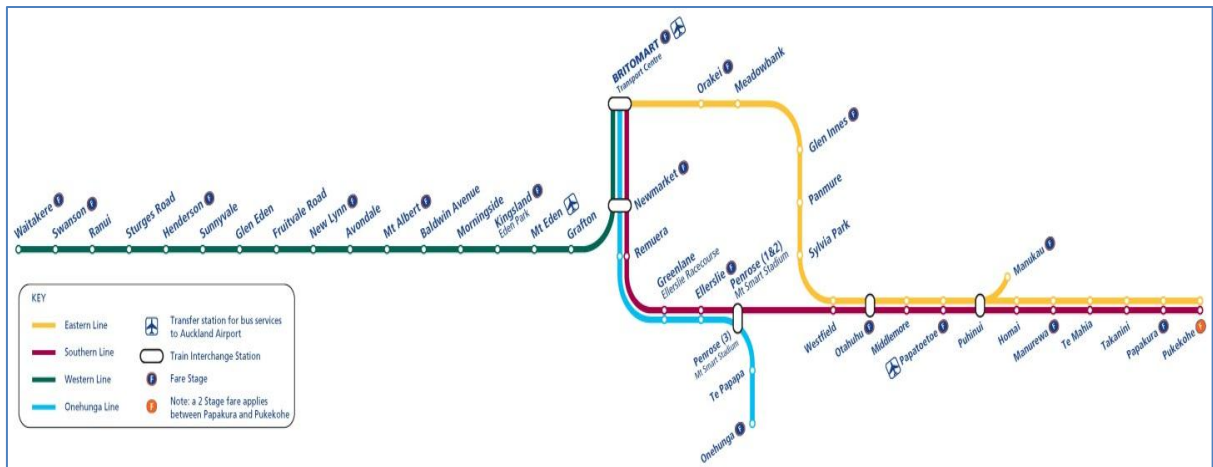 BRITOMART F
Transport Centre
Orakei F
Meadowbank
Glen Innes F
Panmure
Sylvia Park
Newmarket F
Remuera
Waitakere F
Swanson F
Ranui
Sturges Road
Henderson F
Sunnyvale
Glen Eden
Fruitvale Road
New Lynn F
Avondale
Mt Albert F
Baldwin Avenue
Morningside
Kingsland F
Eden Park
Mt Eden
Grafton
Greenlane
Ellerslie Racecourse
Ellerslie F
Penrose (1&2)
Mt Smart Stadium
Manukau F
Penrose (3)
Mt Smart Stadium
Te Papapa
Onehunga F
Westfield
Otahuhu F
Middlemore
Papatoetoe F
Puhinui
Homai
Manurewa F
Te Mahia
Takanini
Papakura F
Pukekohe F
KEY
Eastern Line
Southern Line
Western Line
Onehunga Line
Transfer station for bus services
to Auckland Airport
Train Interchange Station
F Fare Stage
F Note: a 2 Stage fare applies
between Papakura and Pukekohe